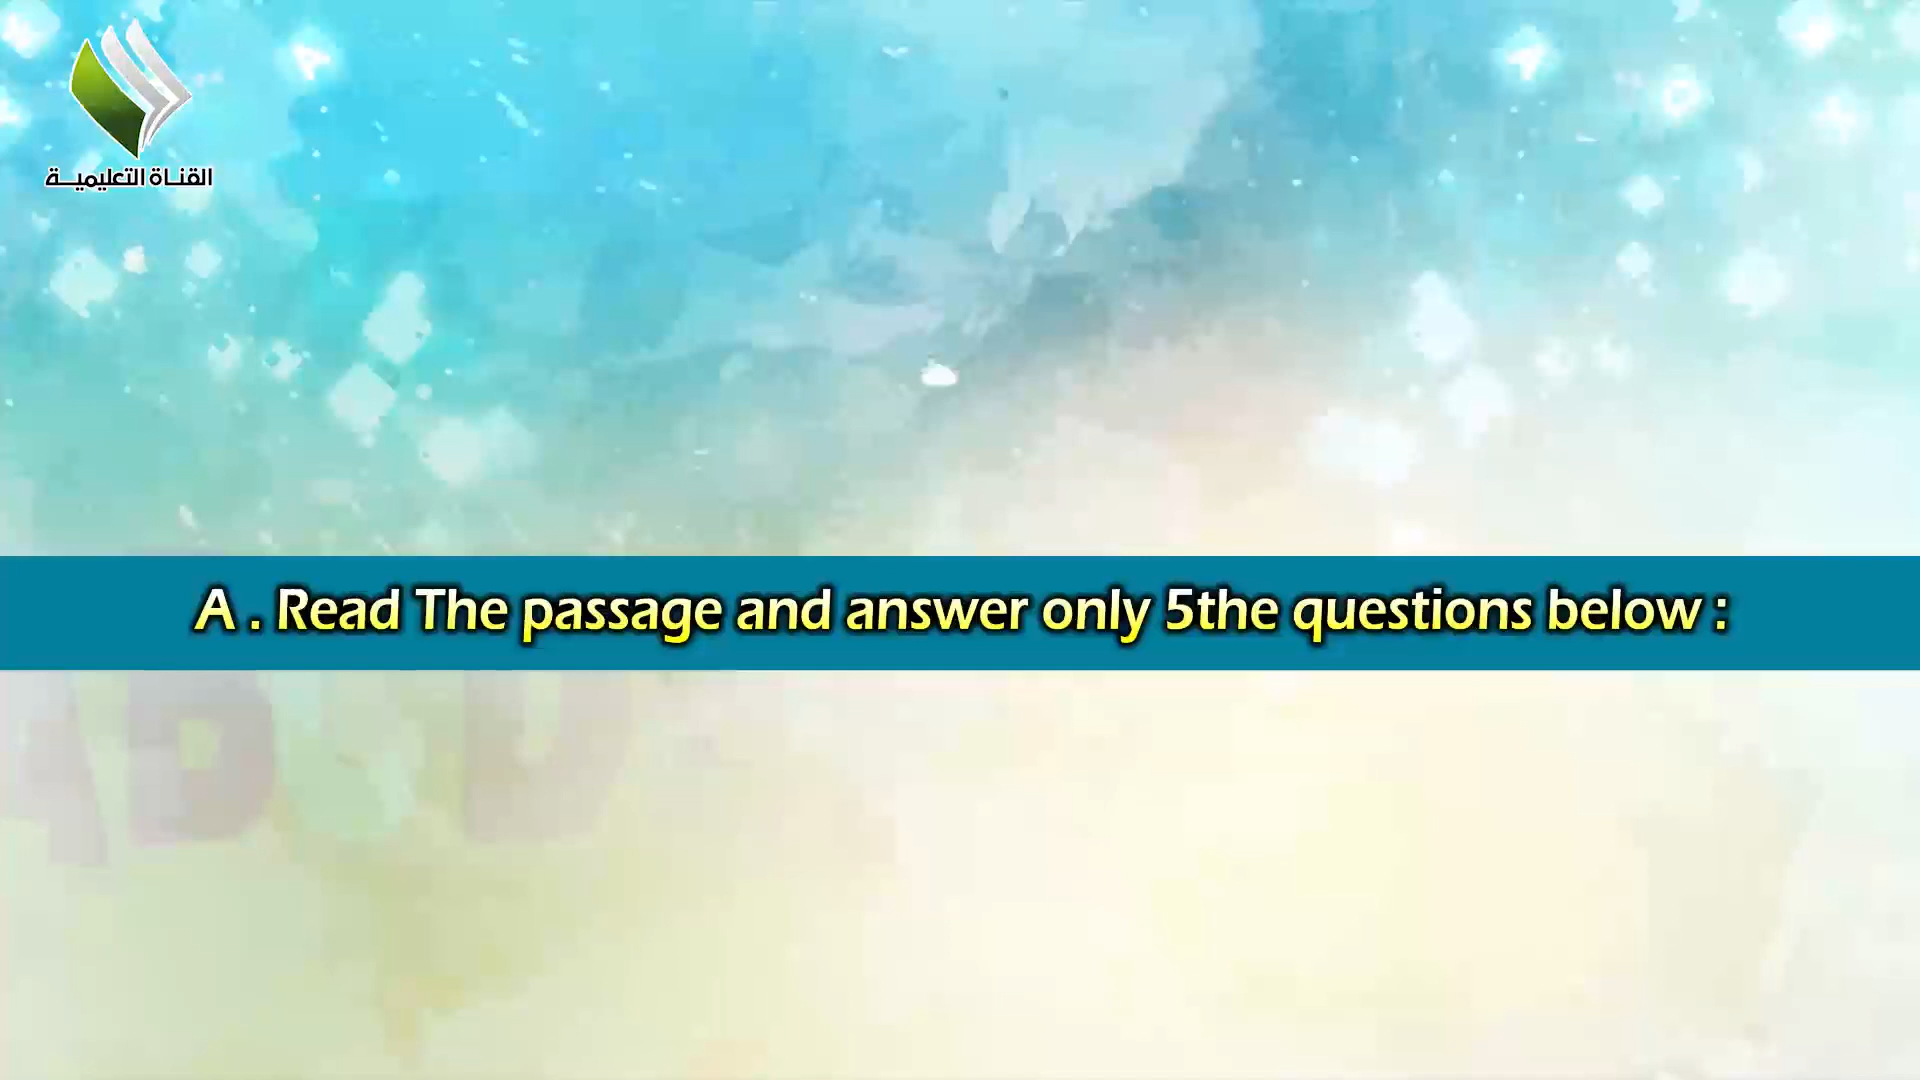 القناة التعليمية
A . Read The passage and answer only 5the questions below :